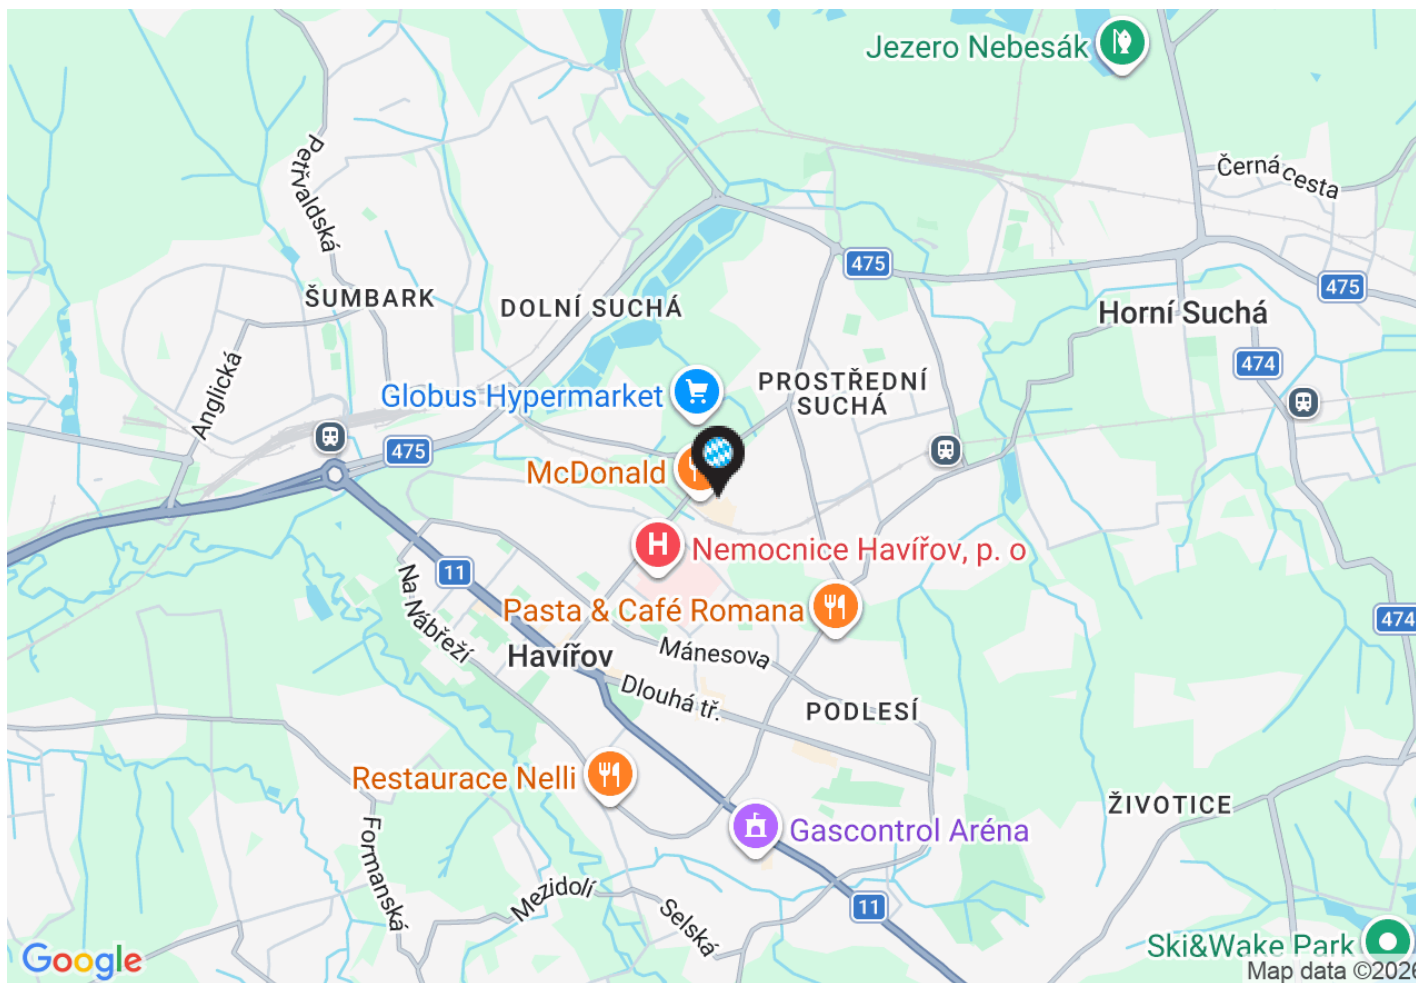 Jezero Nebesák
Černá cesta
Petřvaldská
475
475
ŠUMBARK
DOLNÍ SUCHÁ
Horní Suchá
474
Anglická
Globus Hypermarket
PROSTŘEDNÍ
SUCHÁ
475
McDonald
H
Nemocnice Havířov, p. o
11
Na Nábřeží
Pasta & Café Romana
474
Havířov
Mánesova
Dlouhá tř.
PODLESÍ
Restaurace Nelli
ŽIVOTICE
Gascontrol Aréna
Formanská
Mezidolí
Selská
11
Ski&Wake Park
Google
Map data ©2026